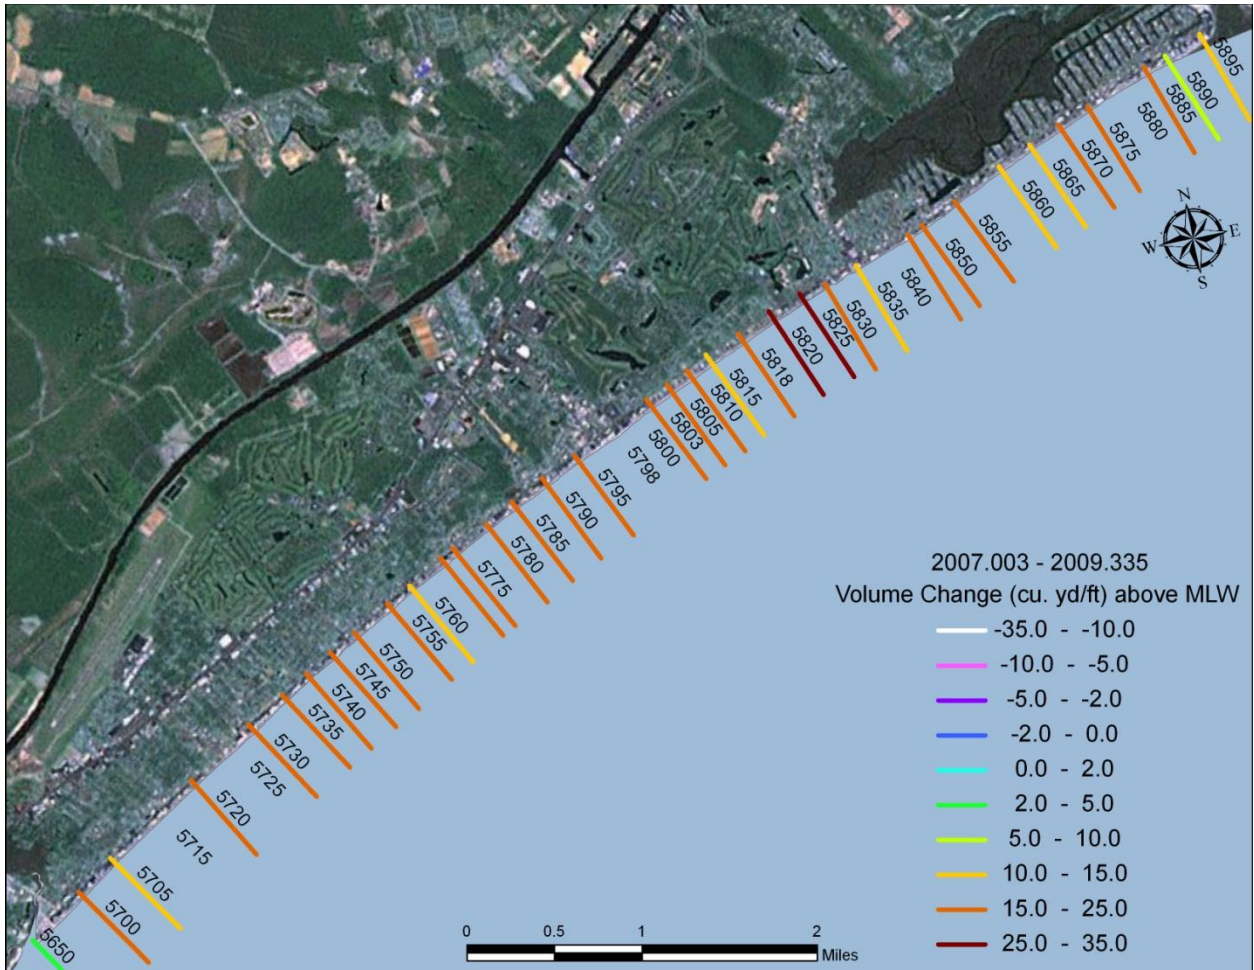 5895
5890
5885
5880
5875
5870
5865
5860
5855
5850
5840
5835
5830
5825
5820
5818
5815
5810
5805
5803
5800
5798
5795
5790
5785
5780
5775
5760
5755
5750
5745
5740
5735
5730
5725
5720
5715
5705
5700
5650
N
W E
S
2007.003 - 2009.335
Volume Change (cu. yd/ft) above MLW
-35.0 - -10.0
-10.0 - -5.0
-5.0 - -2.0
-2.0 - 0.0
0.0 - 2.0
2.0 - 5.0
5.0 - 10.0
10.0 - 15.0
15.0 - 25.0
25.0 - 35.0
0 0.5 1 2
Miles